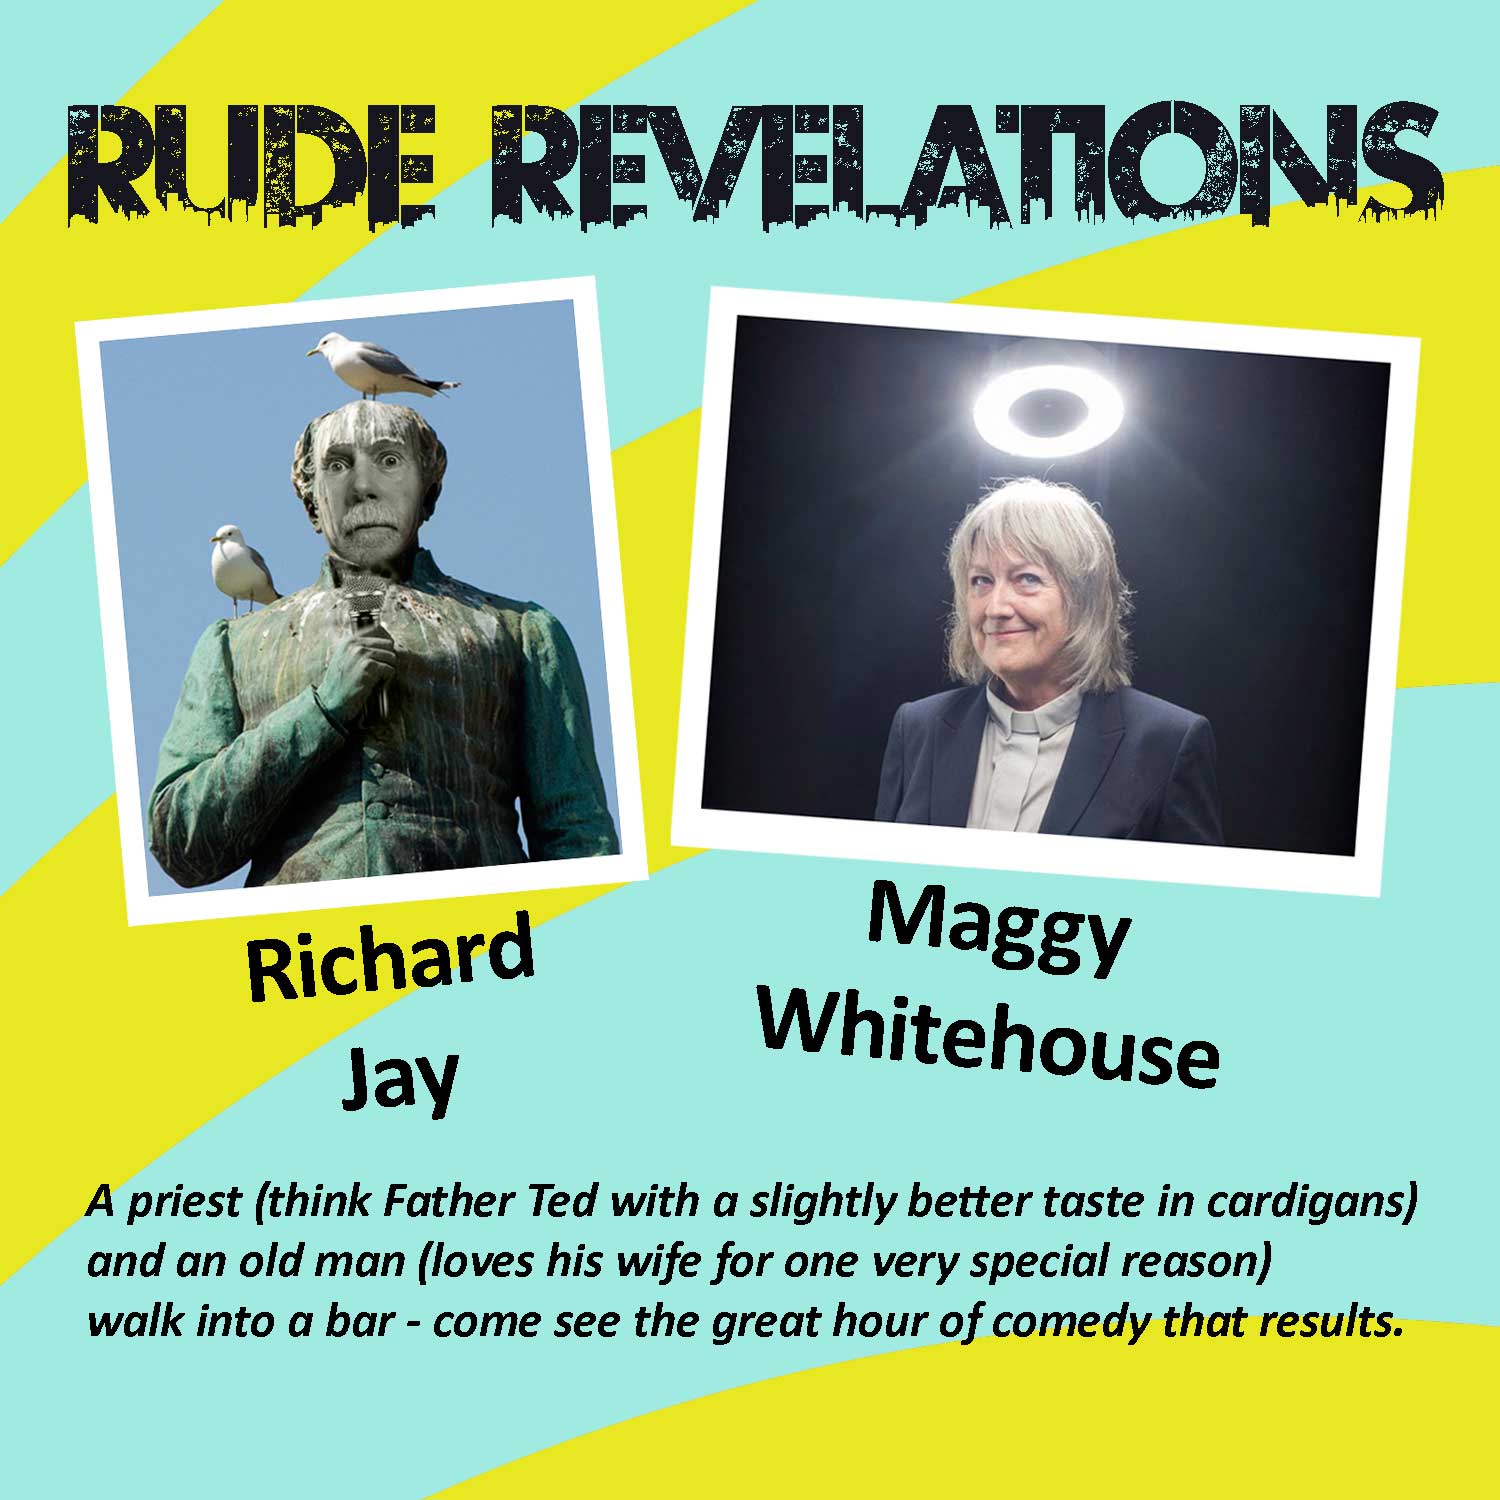 RUDE REVELATIONS
Richard
Jay
Maggy
Whitehouse
A priest (think Father Ted with a slightly better taste in cardigans)
and an old man (loves his wife for one very special reason)
walk into a bar - come see the great hour of comedy that results.